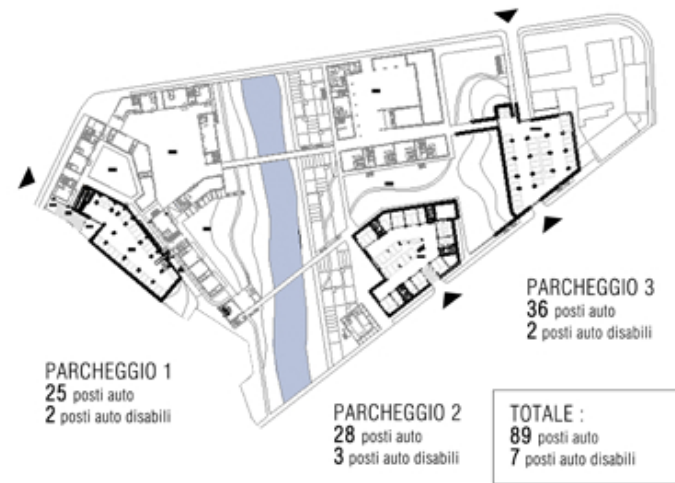 PARCHEGGIO 3
36 posti auto
2 posti auto disabili
PARCHEGGIO 1
25 posti auto
2 posti auto disabili
PARCHEGGIO 2
28 posti auto
3 posti auto disabili
TOTALE :
89 posti auto
7 posti auto disabili